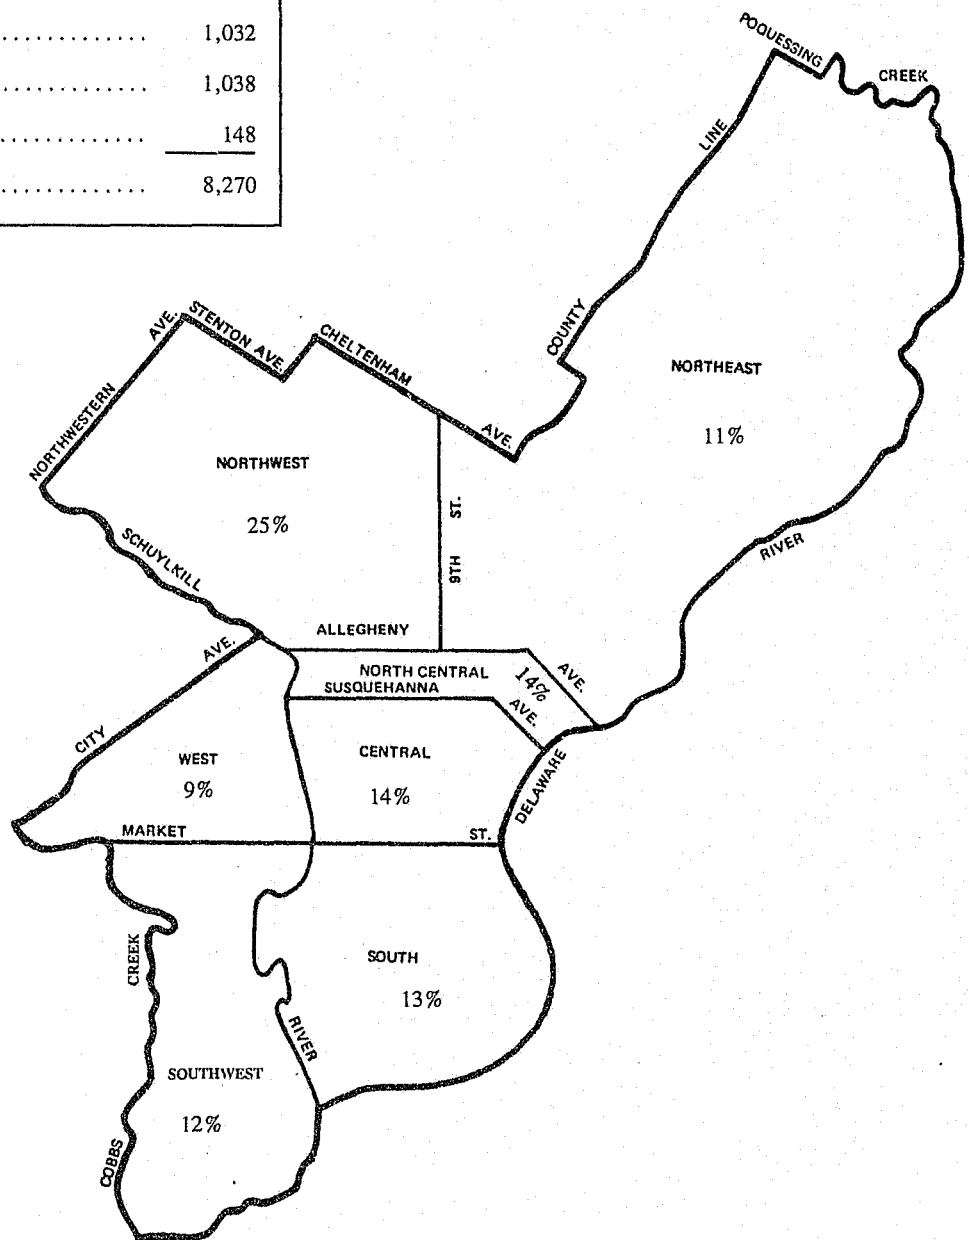 .............. 1,032
.............. 1,038
.............. 148
.............. 8,270
POQUESSING
CREEK
LINE
COUNTY
NORTHEAST
11%
AVE.
STENTON AVE.
CHELTENHAM
AVE.
NORTHWESTERN
NORTHWEST
25%
ST.
9TH
SCHUYLKILL
RIVER
ALLEGHENY
AVE.
AVE.
NORTH CENTRAL
14%
SUSQUEHANNA
AVE.
CITY
WEST
9%
CENTRAL
14%
DELAWARE
MARKET
ST.
CREEK
SOUTH
13%
RIVER
SOUTHWEST
12%
COBBS